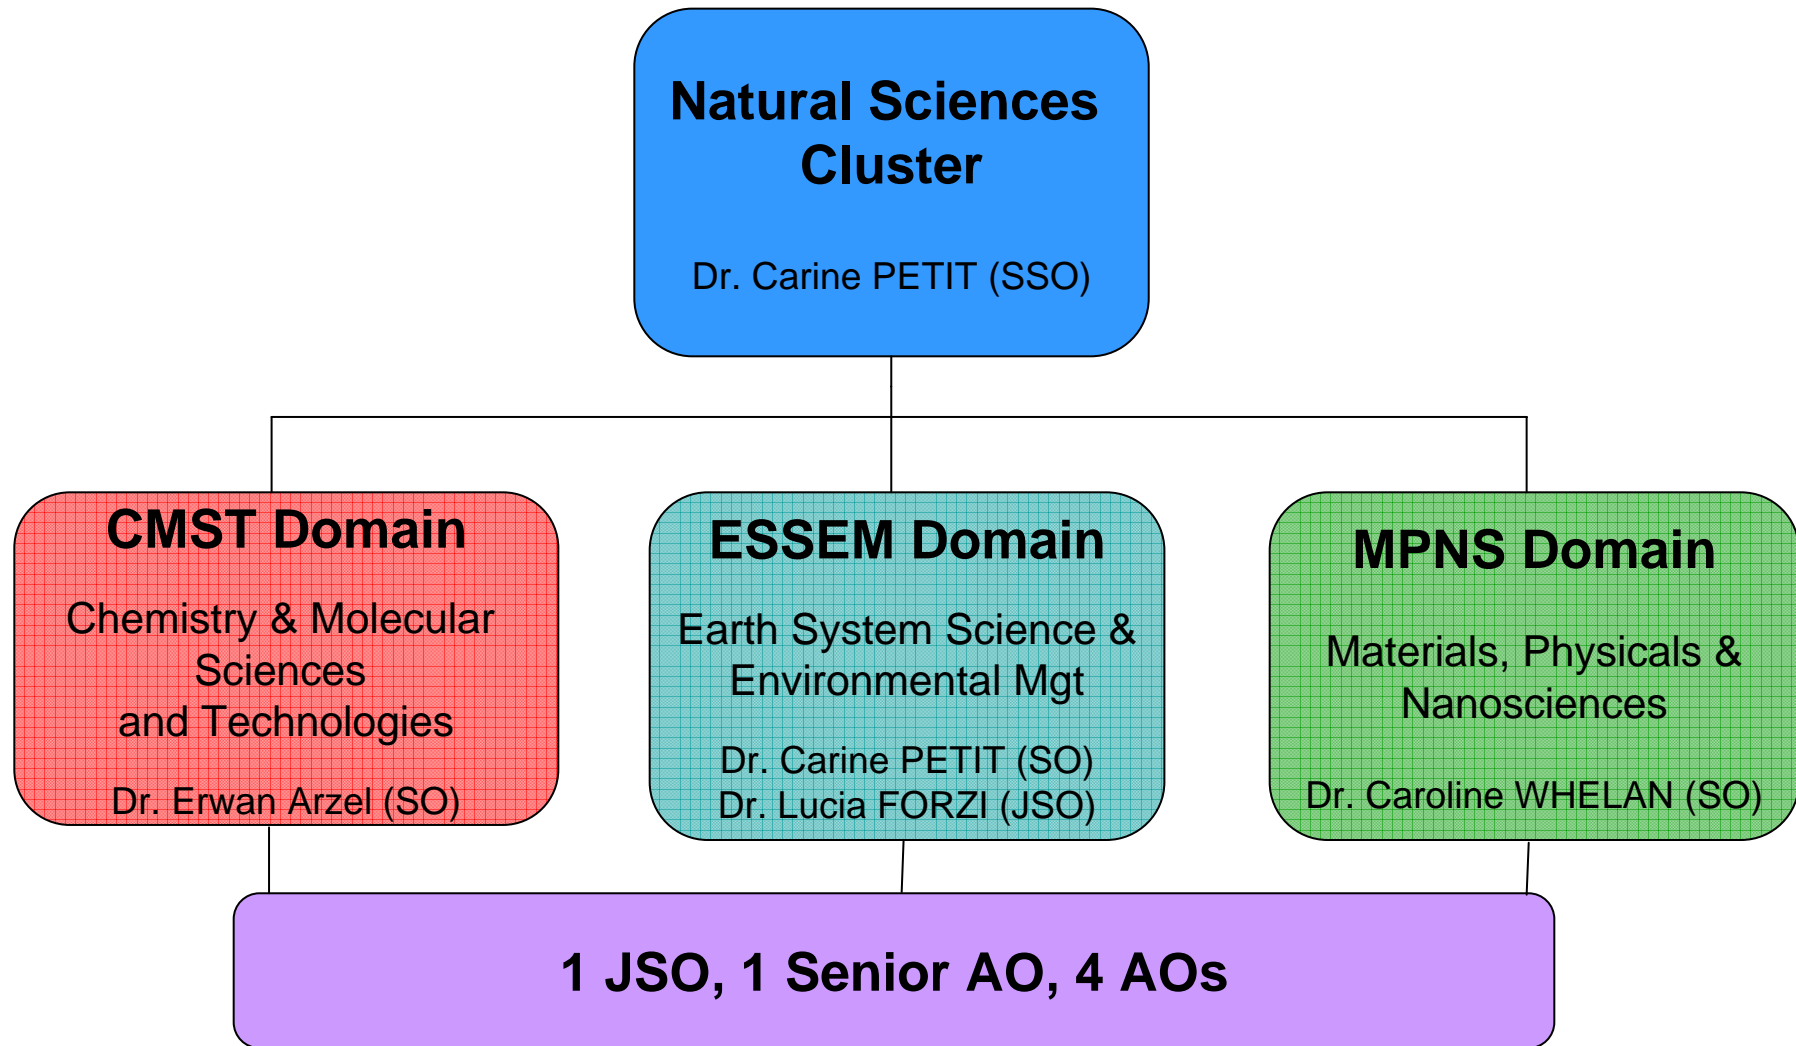 Natural Sciences
Cluster
Dr. Carine PETIT (SSO)
CMST Domain
Chemistry & Molecular
Sciences
and Technologies
Dr. Erwan Arzel (SO)
ESSEM Domain
Earth System Science &
Environmental Mgt
Dr. Carine PETIT (SO)
Dr. Lucia FORZI (JSO)
MPNS Domain
Materials, Physicals &
Nanosciences
Dr. Caroline WHELAN (SO)
1 JSO, 1 Senior AO, 4 AOs